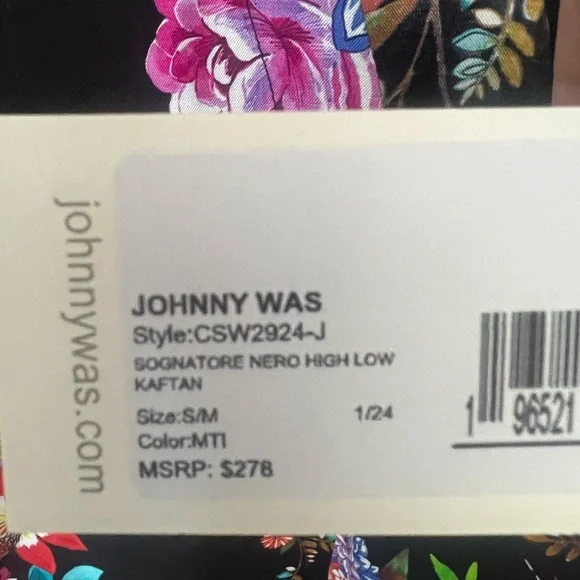 johnnywas.com
JOHNNY WAS
Style:CSW2924-J
SOGNATORE NERO HIGH LOW
KAFTAN
Size:S/M 1/24
Color:MTI
MSRP: $278
1 96521